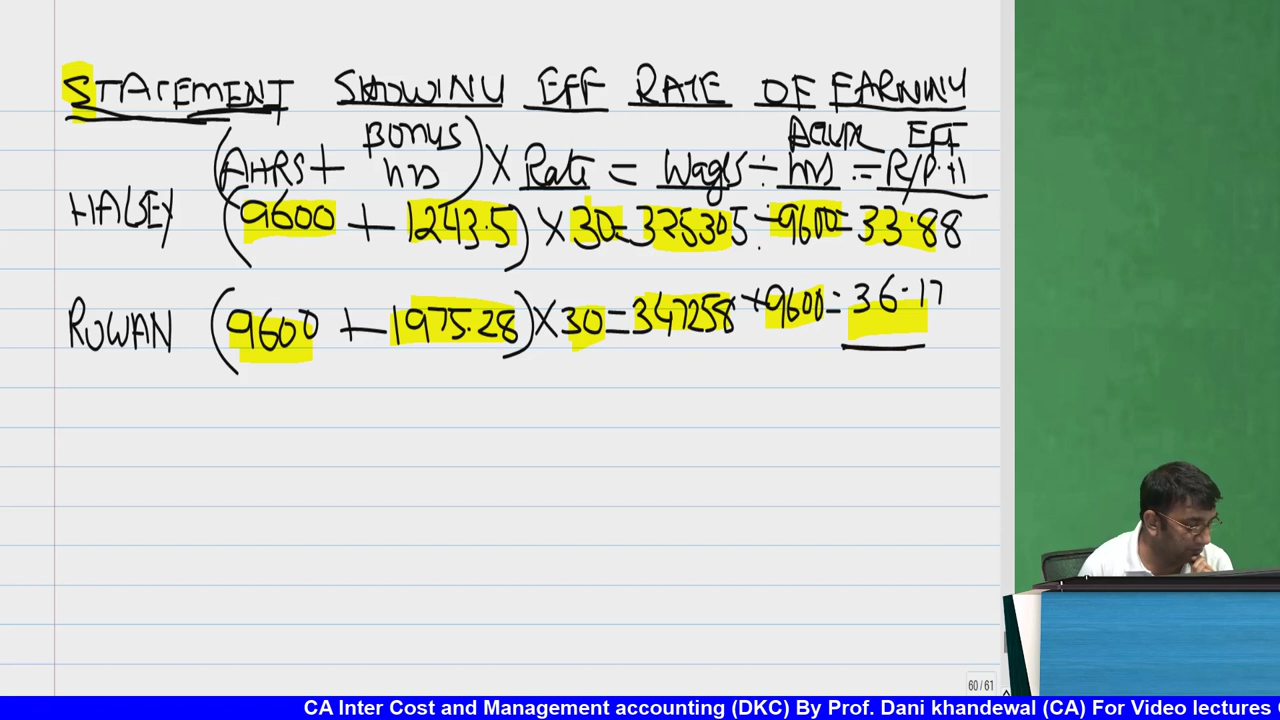 STATEMENT SHOWING EFF RATE OF EARNING
(AHRS + Bonus hrs) × Rate = Wages ÷ Actual hrs = EFF R/P.H
HALSEY (9600 + 1243.5) × 30 = 325305 ÷ 9600 = 33.88
ROWAN (9600 + 1975.28) × 30 = 347258 ÷ 9600 = 36.17
60 / 61
CA Inter Cost and Management accounting (DKC) By Prof. Dani khandewal (CA) For Video lectures